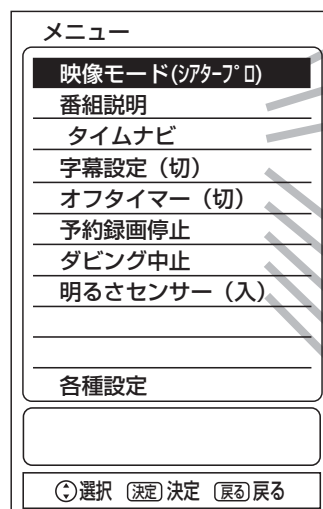 メニュー
映像モード(シアタープロ)
番組説明
タイムナビ
字幕設定（切）
オフタイマー（切）
予約録画停止
ダビング中止
明るさセンサー（入）
各種設定
選択 決定 決定 戻る 戻る